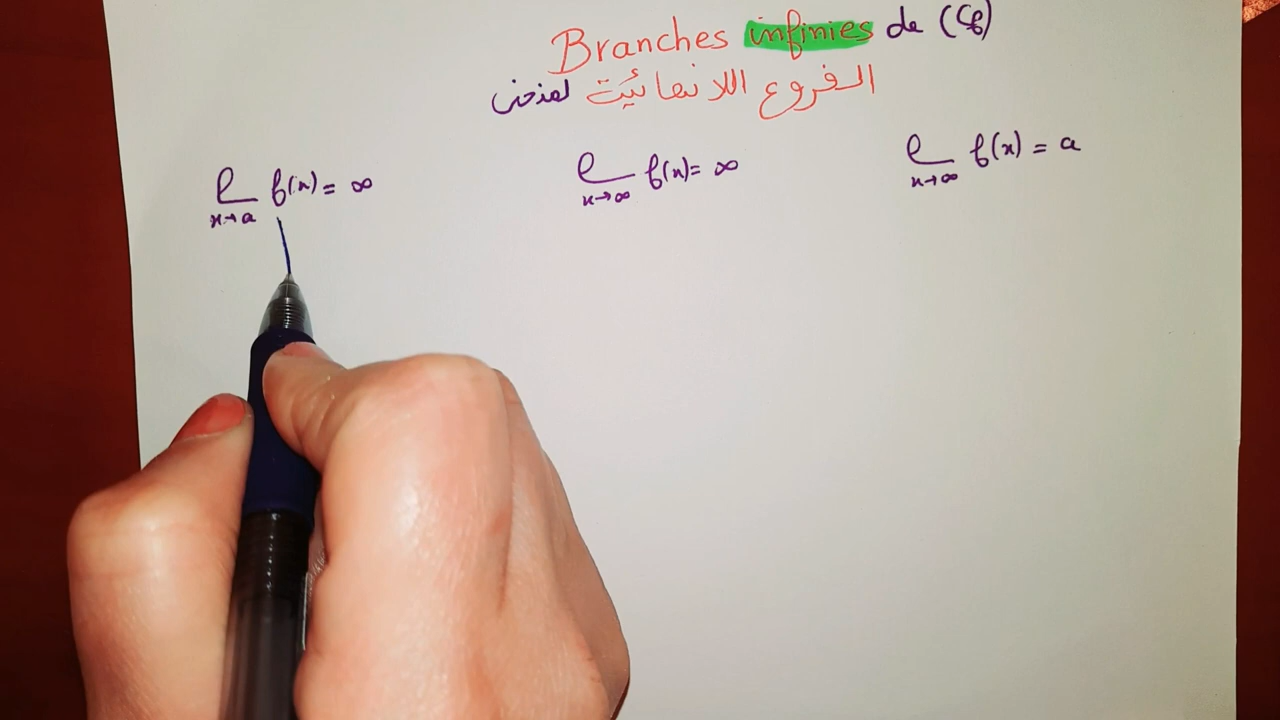 Branches infinies de (Cf)
الفروع اللانهائية لمنحنى
lim f(x) = ∞
x→a
lim f(x) = ∞
x→∞
lim f(x) = a
x→∞